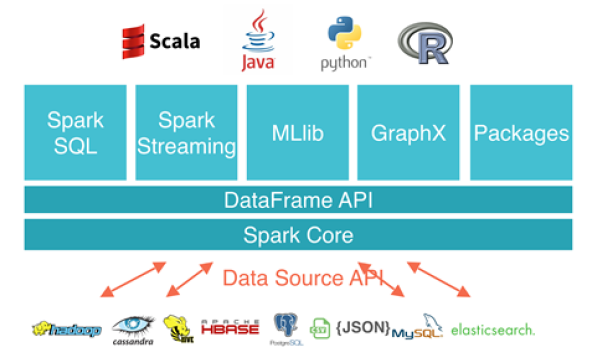 Scala
Java
python
R
Spark
SQL
Spark
Streaming
MLlib
GraphX
Packages
DataFrame API
Spark Core
Data Source API
hadoop
cassandra
HIVE
APACHE
HBASE
PostgreSQL
CSV
{JSON}
MySQL
elasticsearch.